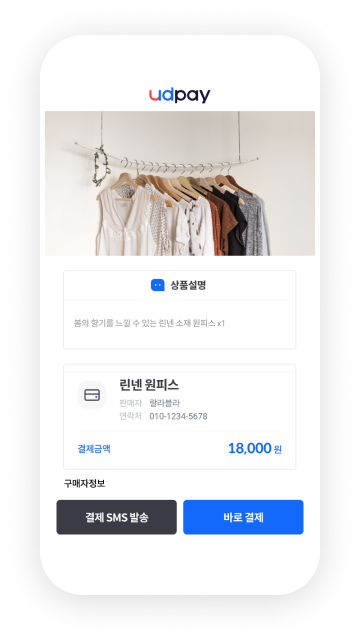 udpay
상품설명
봄의 향기를 느낄 수 있는 린넨 소재 원피스 x1
린넨 원피스
판매자 랄라블라
연락처 010-1234-5678
결제금액 18,000 원
구매자정보
결제 SMS 발송 바로 결제